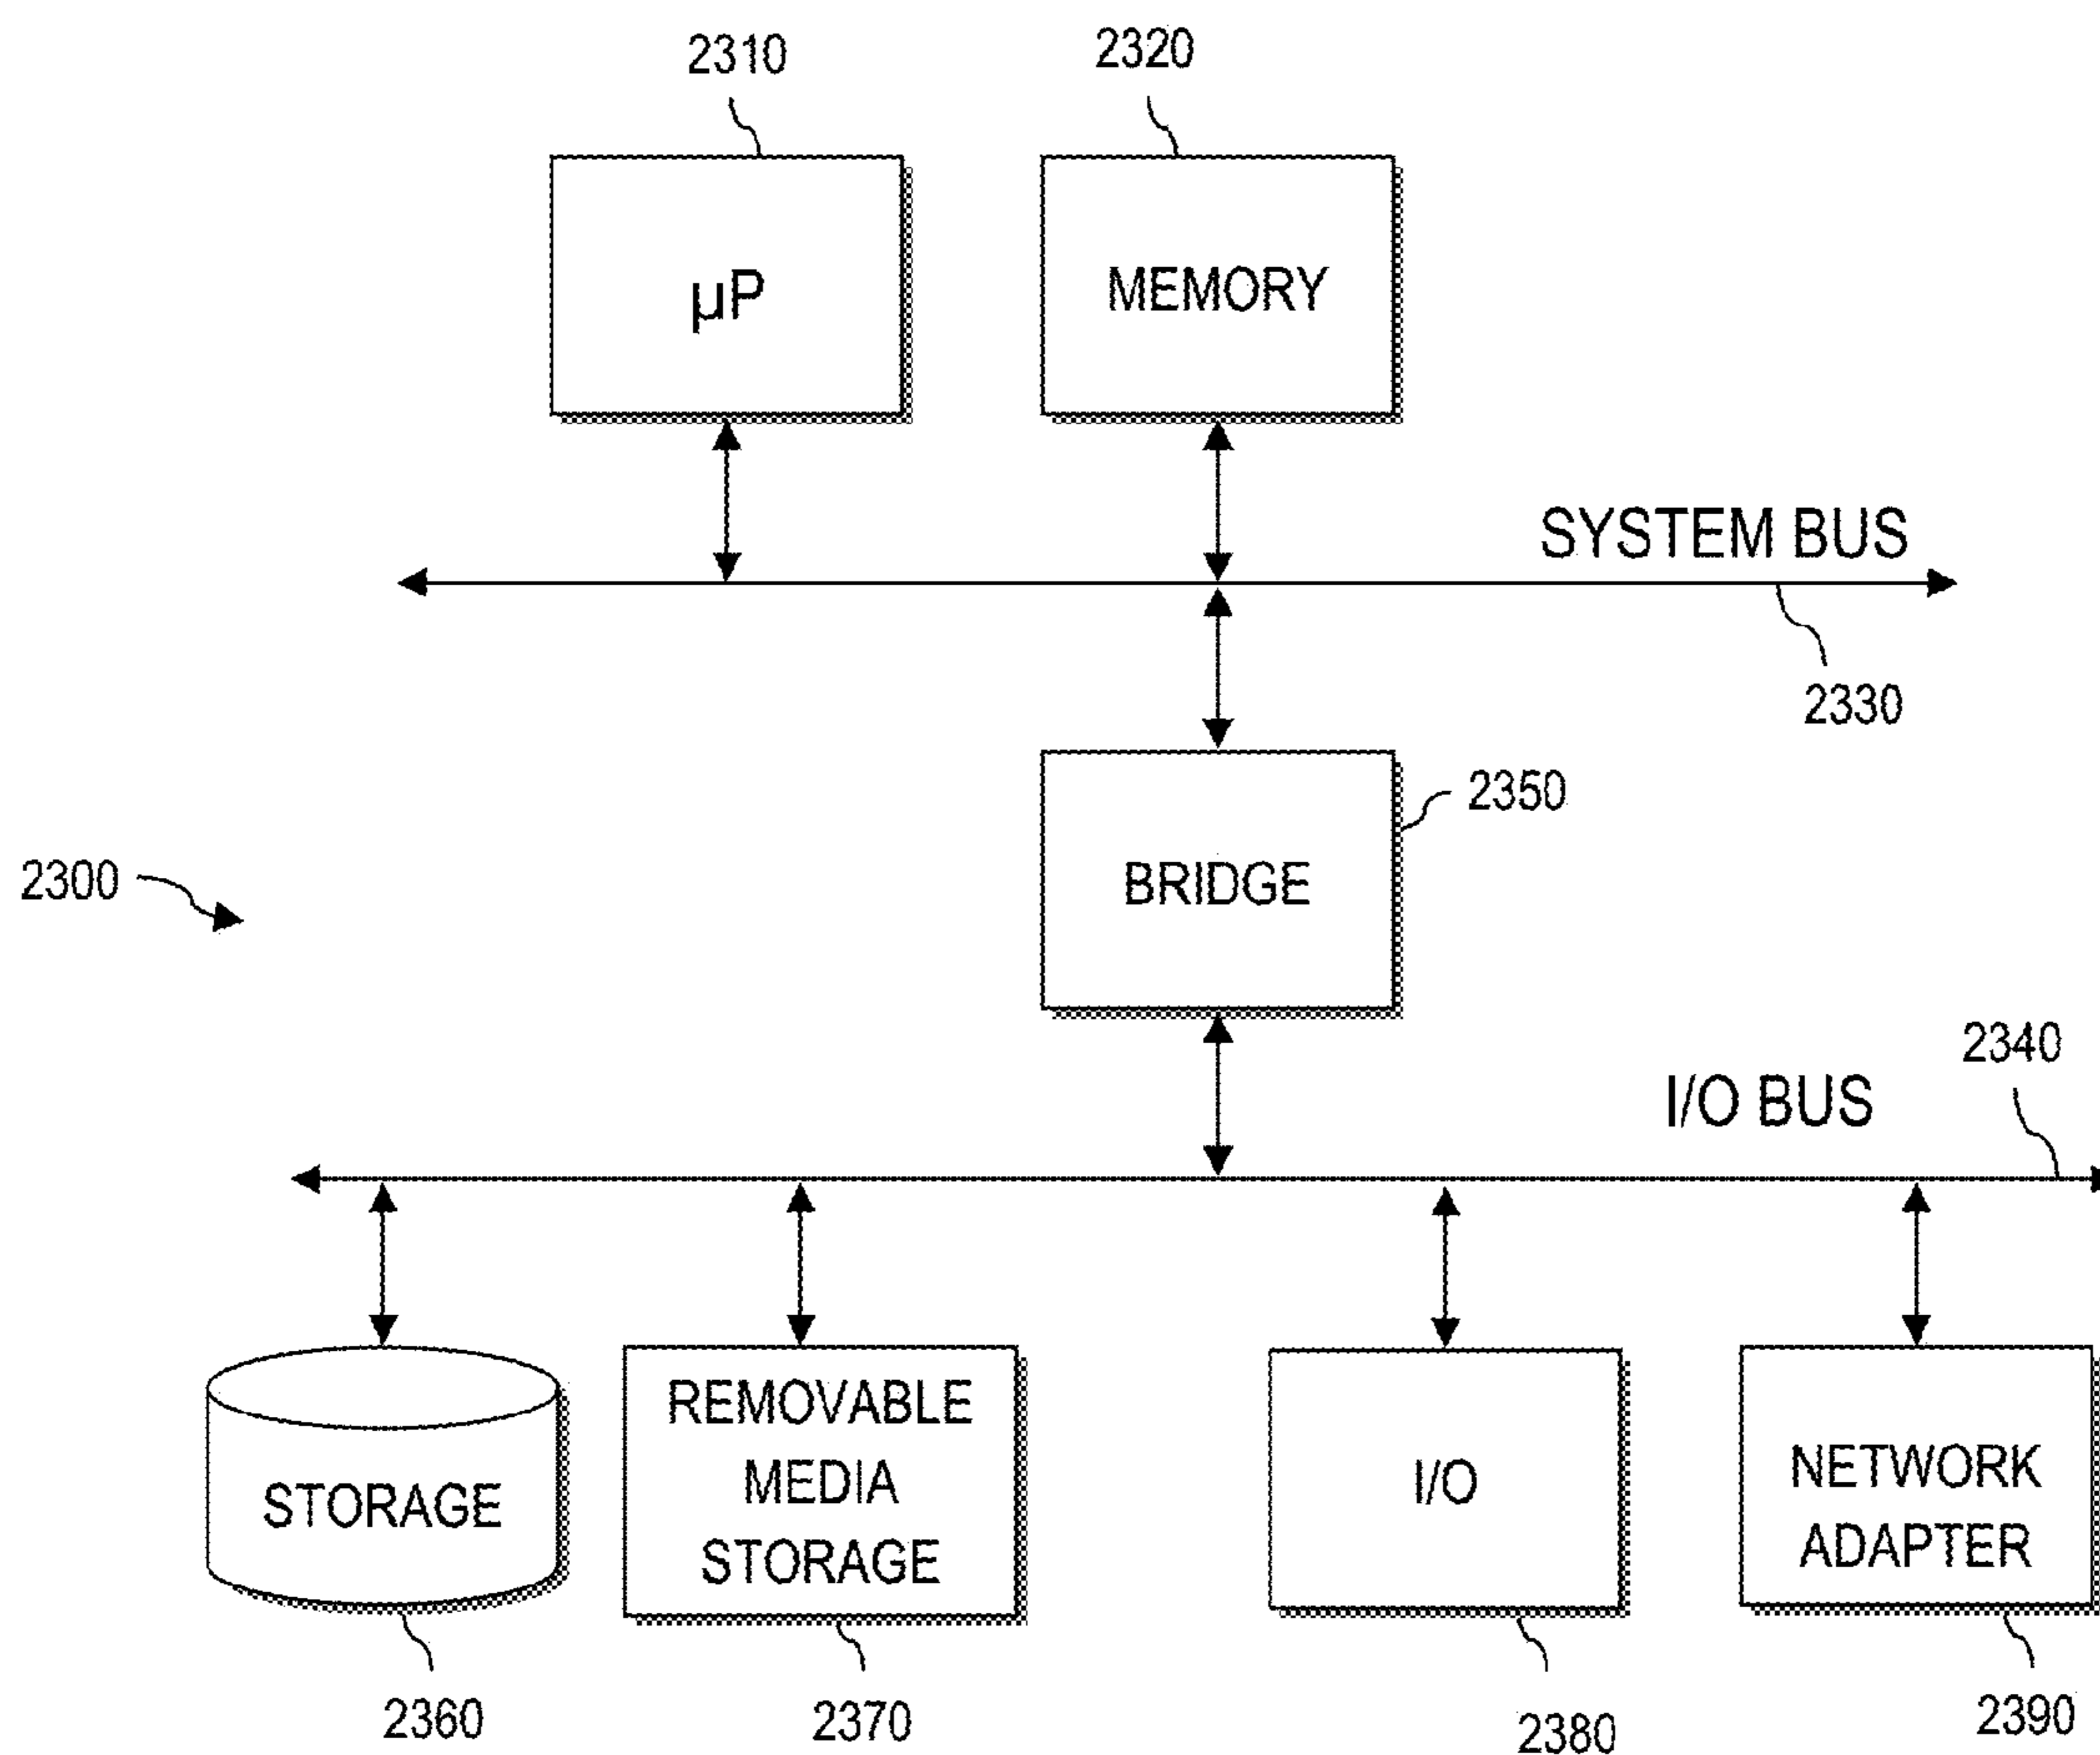 2310
2320
µP
MEMORY
SYSTEM BUS
2330
2350
BRIDGE
2300
2340
I/O BUS
STORAGE
REMOVABLE
MEDIA
STORAGE
I/O
NETWORK
ADAPTER
2360
2370
2380
2390